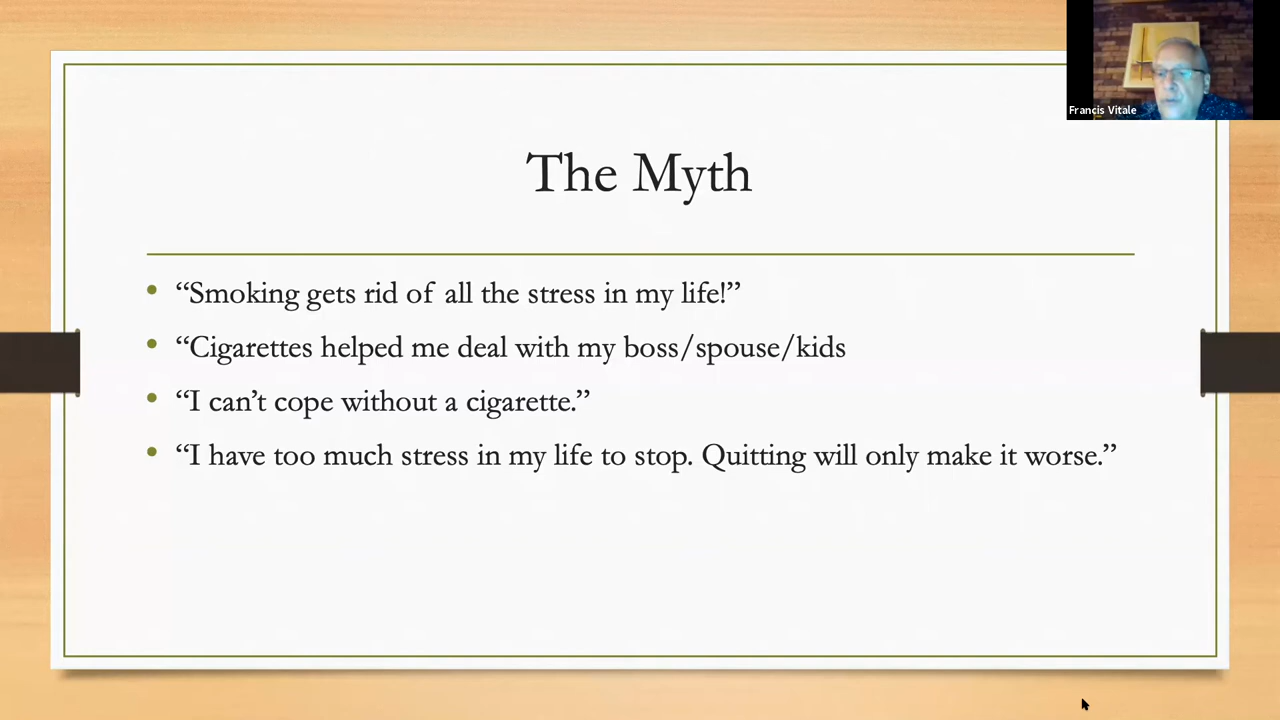 Francis Vitale
The Myth
• “Smoking gets rid of all the stress in my life!”
• “Cigarettes helped me deal with my boss/spouse/kids
• “I can’t cope without a cigarette.”
• “I have too much stress in my life to stop. Quitting will only make it worse.”